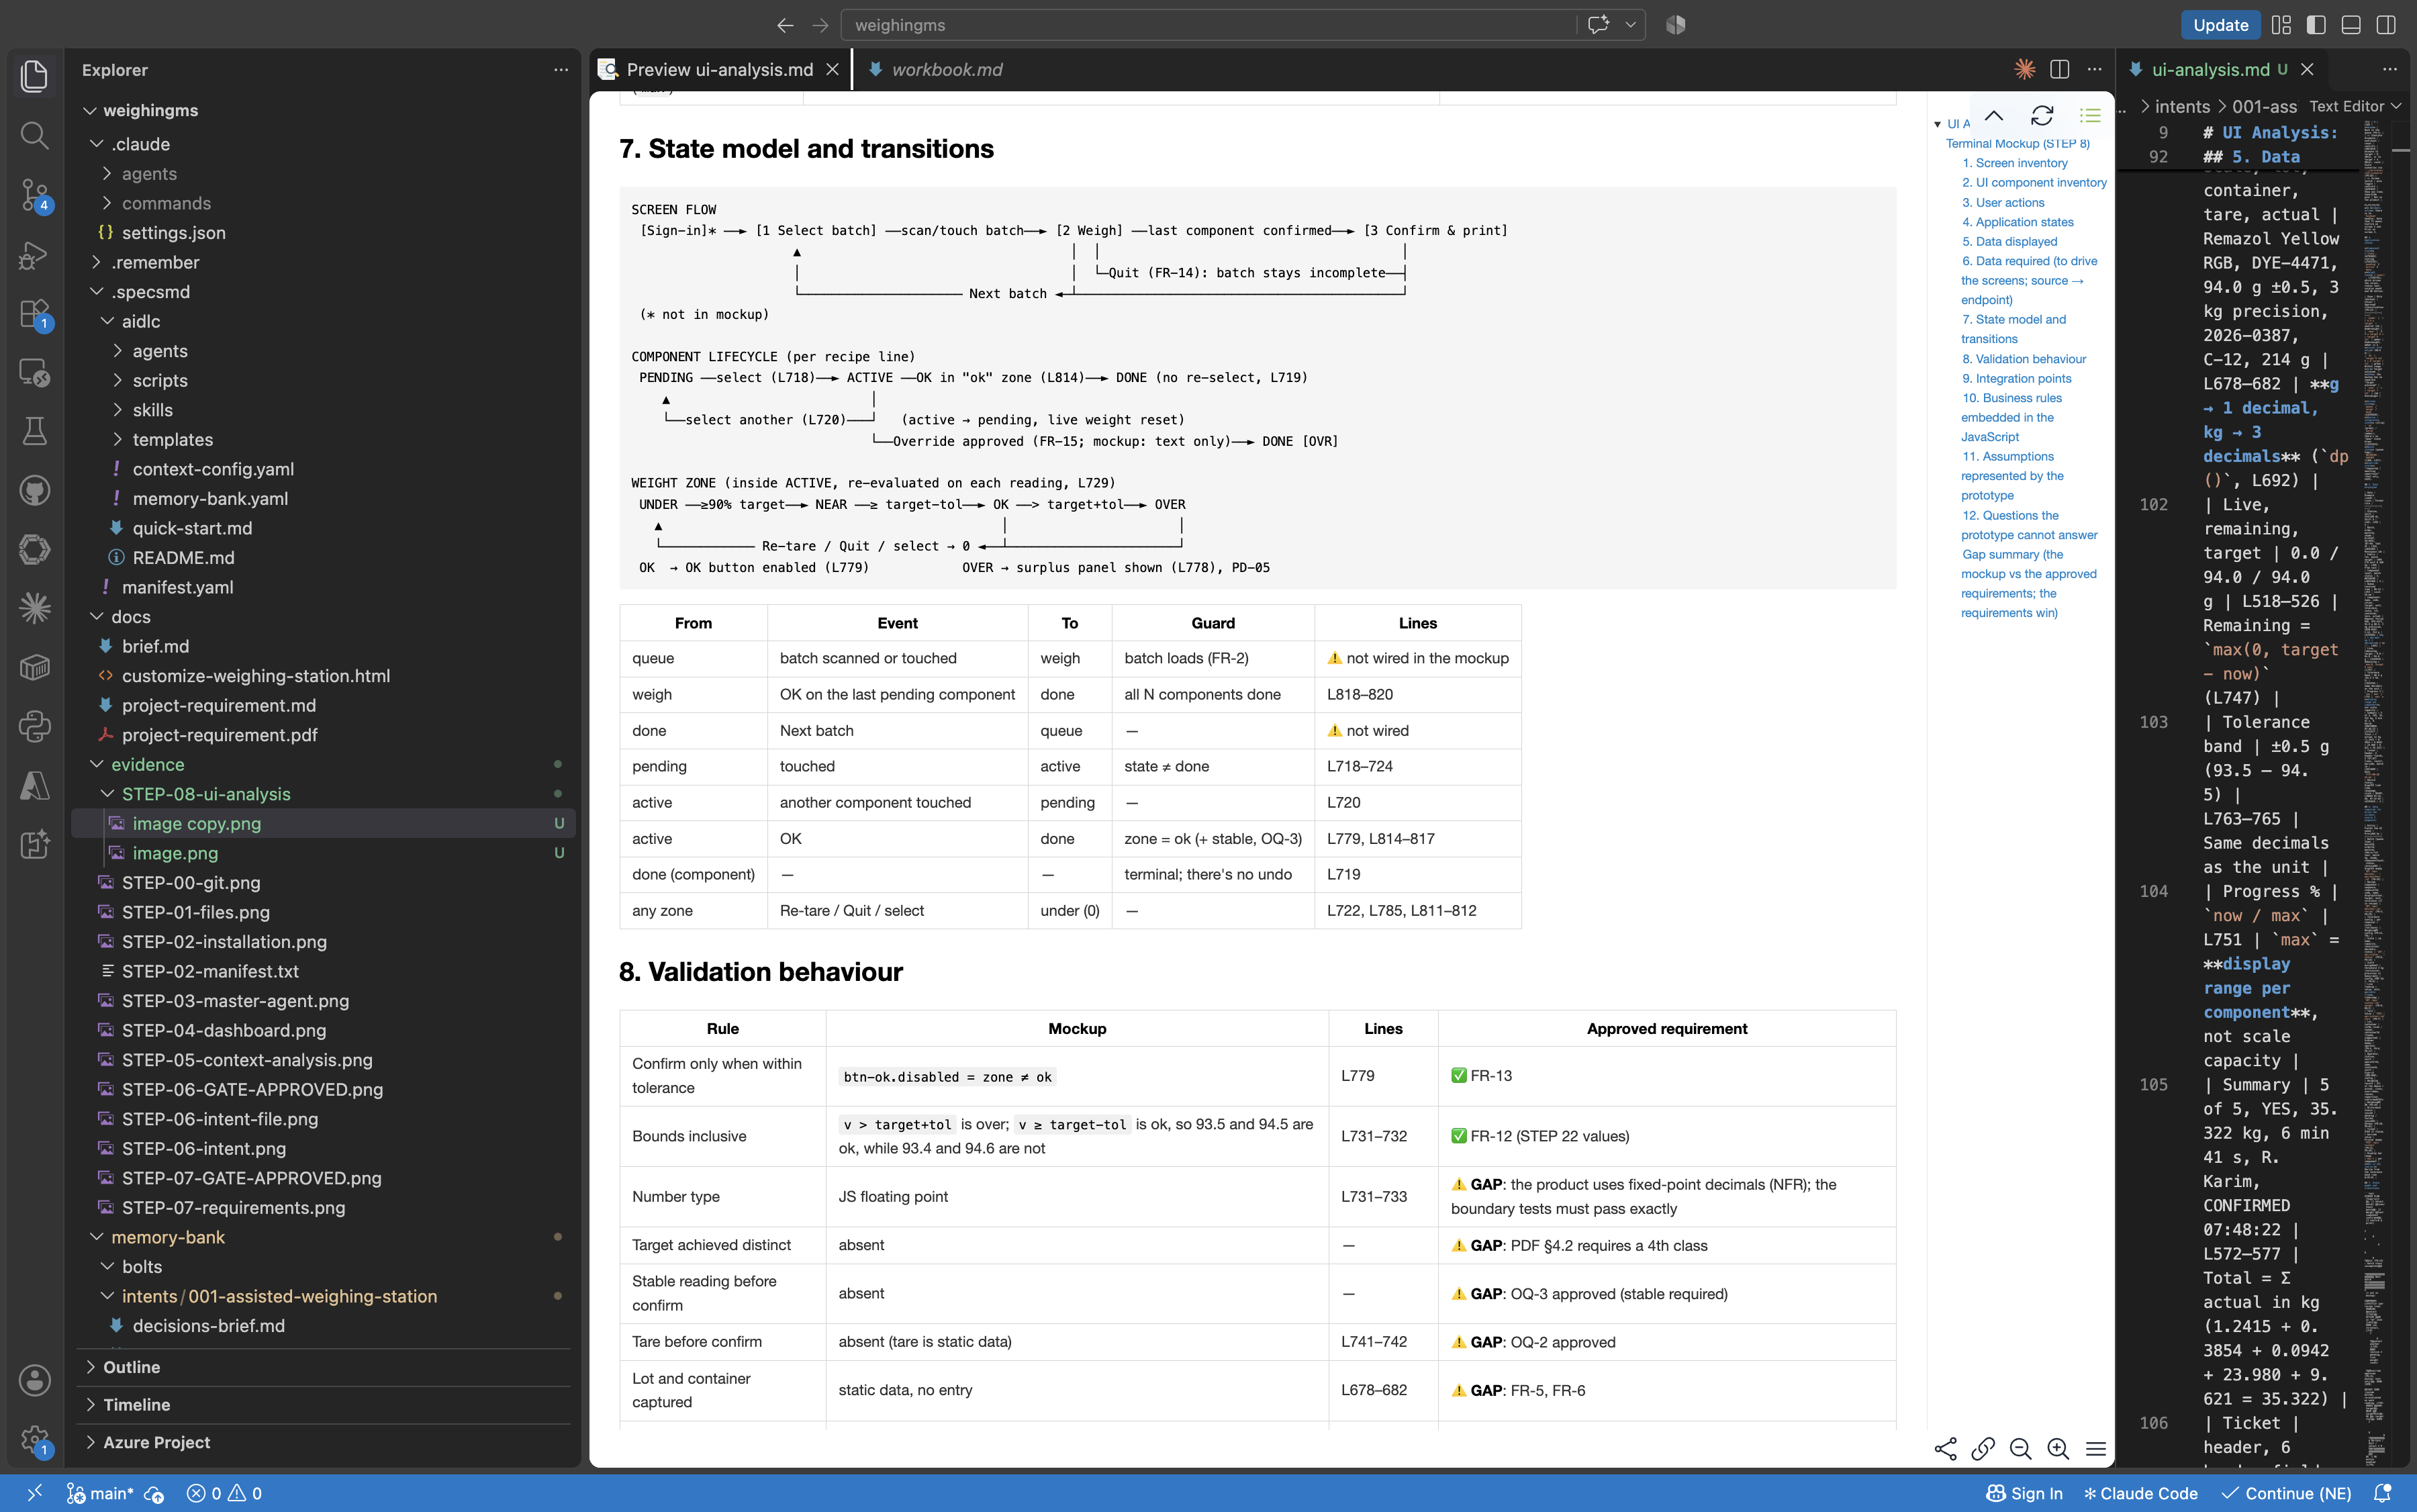 weighingms
Update
Explorer
weighingms
.claude
agents
commands
{} settings.json
.remember
.specsmd
aidlc
agents
scripts
skills
templates
! context-config.yaml
! memory-bank.yaml
quick-start.md
README.md
! manifest.yaml
docs
brief.md
<> customize-weighing-station.html
project-requirement.md
project-requirement.pdf
evidence
STEP-08-ui-analysis
image copy.png U
image.png U
STEP-00-git.png
STEP-01-files.png
STEP-02-installation.png
STEP-02-manifest.txt
STEP-03-master-agent.png
STEP-04-dashboard.png
STEP-05-context-analysis.png
STEP-06-GATE-APPROVED.png
STEP-06-intent-file.png
STEP-06-intent.png
STEP-07-GATE-APPROVED.png
STEP-07-requirements.png
memory-bank
bolts
intents/001-assisted-weighing-station
decisions-brief.md
Outline
Timeline
Azure Project
4
1
1
Preview ui-analysis.md
workbook.md
7. State model and transitions
SCREEN FLOW
[Sign-in]* —► [1 Select batch] —scan/touch batch—► [2 Weigh] —last component confirmed—► [3 Confirm & print]
▲ │ │ │
│ │ └─Quit (FR-14): batch stays incomplete─┤
└──────── Next batch ◄─┴────────┘
(* not in mockup)
COMPONENT LIFECYCLE (per recipe line)
PENDING —select (L718)—► ACTIVE —OK in "ok" zone (L814)—► DONE (no re-select, L719)
▲ │
└─select another (L720)──┘ (active → pending, live weight reset)
└─Override approved (FR-15; mockup: text only)—► DONE [OVR]
WEIGHT ZONE (inside ACTIVE, re-evaluated on each reading, L729)
UNDER —≥90% target—► NEAR —≥ target-tol—► OK —> target+tol—► OVER
▲ │ │
└──────── Re-tare / Quit / select → 0 ◄─┴────────┘
OK → OK button enabled (L779) OVER → surplus panel shown (L778), PD-05
From Event To Guard Lines
queue batch scanned or touched weigh batch loads (FR-2) ⚠️ not wired in the mockup
weigh OK on the last pending component done all N components done L818–820
done Next batch queue — ⚠️ not wired
pending touched active state ≠ done L718–724
active another component touched pending — L720
active OK done zone = ok (+ stable, OQ-3) L779, L814–817
done (component) — — terminal; there's no undo L719
any zone Re-tare / Quit / select under (0) — L722, L785, L811–812
8. Validation behaviour
Rule Mockup Lines Approved requirement
Confirm only when within
tolerance btn-ok.disabled = zone ≠ ok L779 ✅ FR-13
Bounds inclusive v > target+tol is over; v ≥ target-tol is ok, so 93.5 and 94.5 are
ok, while 93.4 and 94.6 are not L731–732 ✅ FR-12 (STEP 22 values)
Number type JS floating point L731–733 ⚠️ GAP: the product uses fixed-point decimals (NFR); the
boundary tests must pass exactly
Target achieved distinct absent — ⚠️ GAP: PDF §4.2 requires a 4th class
Stable reading before
confirm absent — ⚠️ GAP: OQ-3 approved (stable required)
Tare before confirm absent (tare is static data) L741–742 ⚠️ GAP: OQ-2 approved
Lot and container
captured static data, no entry L678–682 ⚠️ GAP: FR-5, FR-6
▼ UI A
Terminal Mockup (STEP 8)
1. Screen inventory
2. UI component inventory
3. User actions
4. Application states
5. Data displayed
6. Data required (to drive
the screens; source →
endpoint)
7. State model and
transitions
8. Validation behaviour
9. Integration points
10. Business rules
embedded in the
JavaScript
11. Assumptions
represented by the
prototype
12. Questions the
prototype cannot answer
Gap summary (the
mockup vs the approved
requirements; the
requirements win)
ui-analysis.md U
... > intents > 001-ass Text Editor
9 # UI Analysis:
92 ## 5. Data
container,
tare, actual |
Remazol Yellow
RGB, DYE-4471,
94.0 g ±0.5, 3
kg precision,
2026-0387,
C-12, 214 g |
L678–682 | **g
→ 1 decimal,
kg → 3
decimals** (`dp
()`, L692) |
102 | Live,
remaining,
target | 0.0 /
94.0 / 94.0
g | L518–526 |
Remaining =
`max(0, target
− now)`
(L747) |
103 | Tolerance
band | ±0.5 g
(93.5 – 94.
5) |
L763–765 |
Same decimals
as the unit |
104 | Progress % |
`now / max` |
L751 | `max` =
**display
range per
component**,
not scale
capacity |
105 | Summary | 5
of 5, YES, 35.
322 kg, 6 min
41 s, R.
Karim,
CONFIRMED
07:48:22 |
L572–577 |
Total = Σ
actual in kg
(1.2415 + 0.
3854 + 0.0942
+ 23.980 + 9.
621 = 35.322) |
106 | Ticket |
header, 6
main* 0 0
Sign In Claude Code Continue (NE)